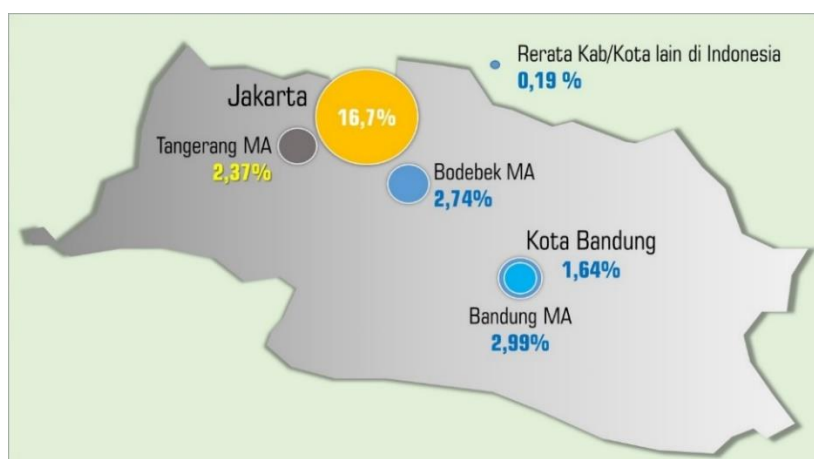 Rerata Kab/Kota lain di Indonesia
0,19 %
Jakarta
16,7%
Tangerang MA
2,37%
Bodebek MA
2,74%
Kota Bandung
1,64%
Bandung MA
2,99%